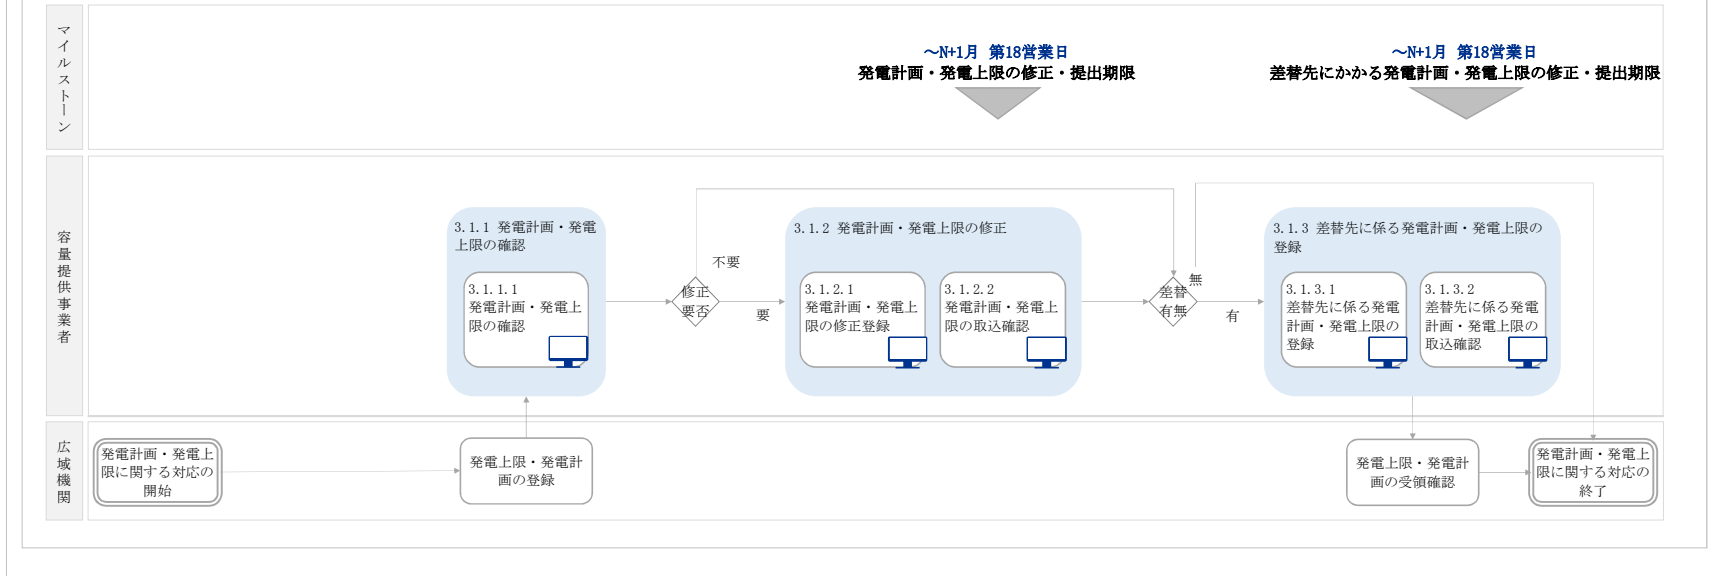 マイルストーン
～N+1月 第18営業日
発電計画・発電上限の修正・提出期限
～N+1月 第18営業日
差替先にかかる発電計画・発電上限の修正・提出期限
容量提供事業者
3.1.1 発電計画・発電
上限の確認
3.1.1.1
発電計画・発電上
限の確認
修正
要否
不要
要
3.1.2 発電計画・発電上限の修正
3.1.2.1
発電計画・発電上
限の修正登録
3.1.2.2
発電計画・発電上
限の取込確認
差替
有無
無
有
3.1.3 差替先に係る発電計画・発電上限の
登録
3.1.3.1
差替先に係る発電
計画・発電上限の
登録
3.1.3.2
差替先に係る発電
計画・発電上限の
取込確認
広域機関
発電計画・発電上
限に関する対応の
開始
発電上限・発電計
画の登録
発電上限・発電計
画の受領確認
発電計画・発電上
限に関する対応の
終了